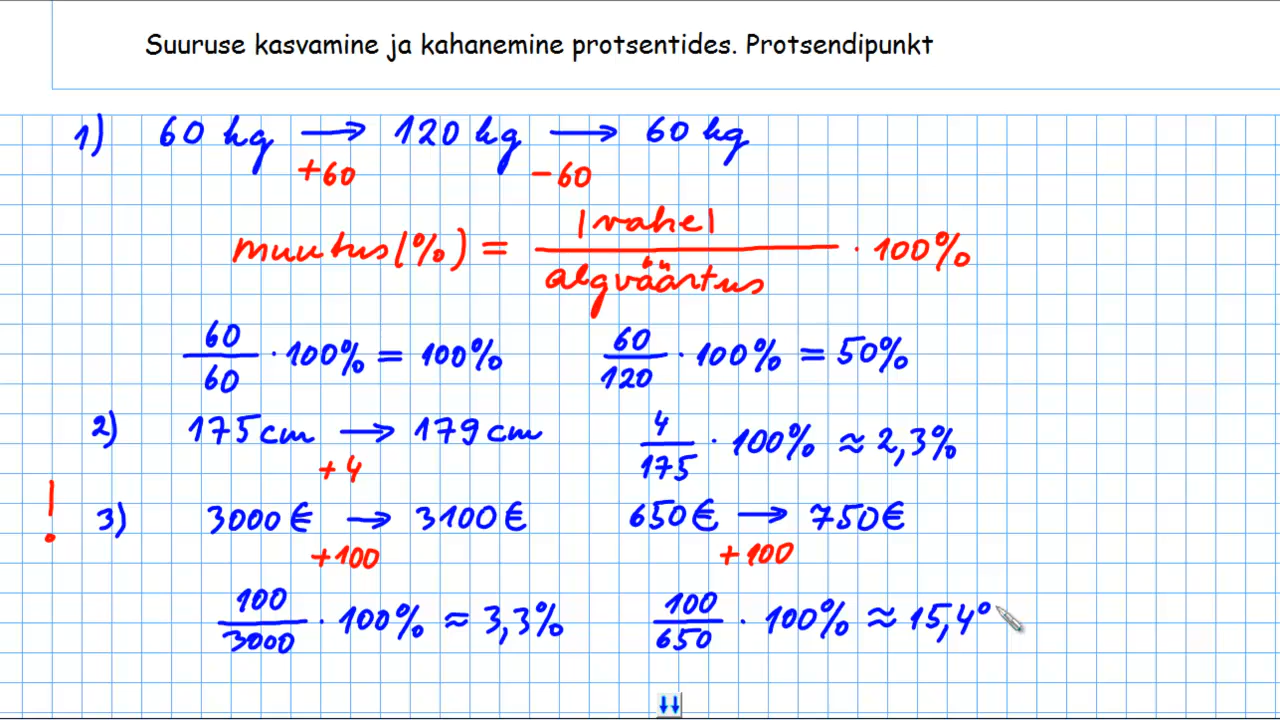 Suuruse kasvamine ja kahanemine protsentides. Protsendipunkt
1) 60 kg → 120 kg → 60 kg
+60 −60
muutus(%) = |vahe| / algväärtus · 100%
60/60 · 100% = 100% 60/120 · 100% = 50%
2) 175 cm → 179 cm 4/175 · 100% ≈ 2,3%
+4
! 3) 3000 € → 3100 € 650 € → 750 €
+100 +100
100/3000 · 100% ≈ 3,3% 100/650 · 100% ≈ 15,4°